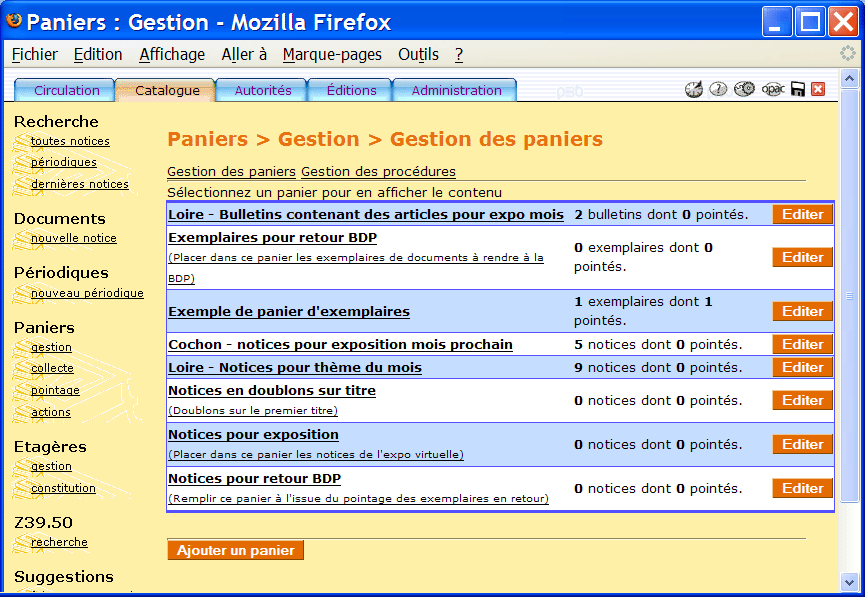 Paniers : Gestion - Mozilla Firefox
Fichier Edition Affichage Aller à Marque-pages Outils ?
Circulation Catalogue Autorités Éditions Administration
opac
Recherche
toutes notices
périodiques
dernières notices
Documents
nouvelle notice
Périodiques
nouveau périodique
Paniers
gestion
collecte
pointage
actions
Etagères
gestion
constitution
Z39.50
recherche
Suggestions
Paniers > Gestion > Gestion des paniers
Gestion des paniers Gestion des procédures
Sélectionnez un panier pour en afficher le contenu
Loire - Bulletins contenant des articles pour expo mois 2 bulletins dont 0 pointés. Editer
Exemplaires pour retour BDP
(Placer dans ce panier les exemplaires de documents à rendre à la
BDP)
0 exemplaires dont 0
pointés.
Editer
Exemple de panier d'exemplaires
1 exemplaires dont 1
pointés.
Editer
Cochon - notices pour exposition mois prochain 5 notices dont 0 pointés. Editer
Loire - Notices pour thème du mois 9 notices dont 0 pointés. Editer
Notices en doublons sur titre
(Doublons sur le premier titre)
0 notices dont 0 pointés. Editer
Notices pour exposition
(Placer dans ce panier les notices de l'expo virtuelle)
0 notices dont 0 pointés. Editer
Notices pour retour BDP
(Remplir ce panier à l'issue du pointage des exemplaires en retour)
0 notices dont 0 pointés. Editer
Ajouter un panier